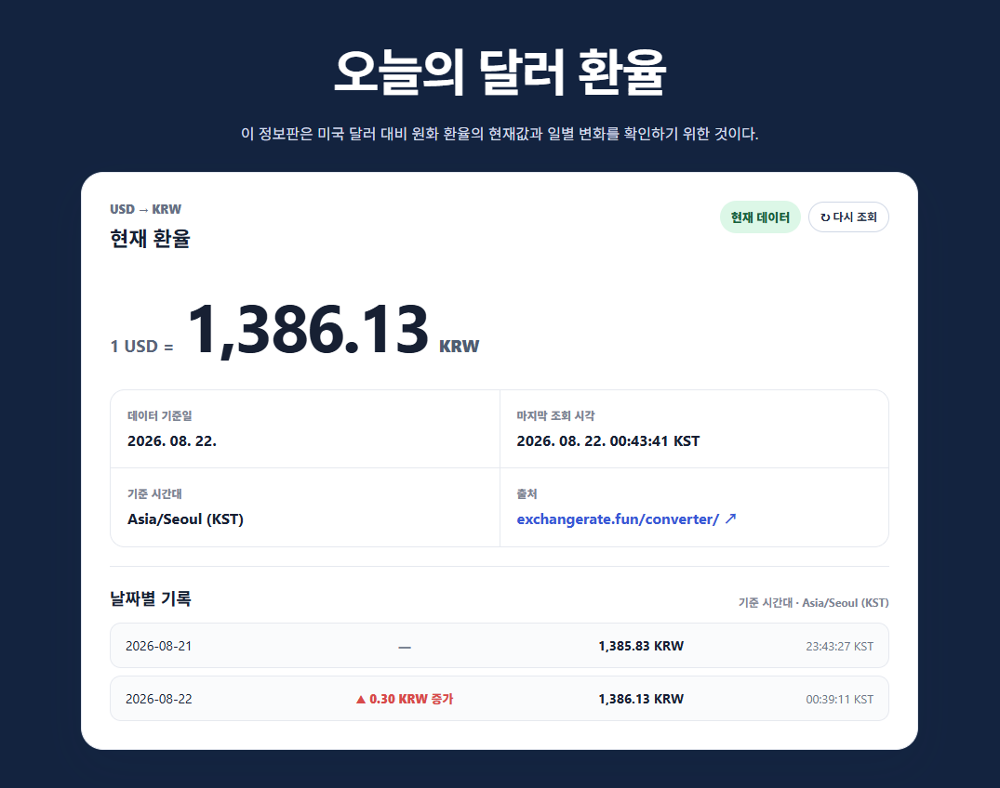 오늘의 달러 환율
이 정보판은 미국 달러 대비 원화 환율의 현재값과 일별 변화를 확인하기 위한 것이다.
USD → KRW
현재 환율
현재 데이터
↻ 다시 조회
1 USD = 1,386.13 KRW
데이터 기준일
2026. 08. 22.
마지막 조회 시각
2026. 08. 22. 00:43:41 KST
기준 시간대
Asia/Seoul (KST)
출처
exchangerate.fun/converter/ ↗
날짜별 기록
기준 시간대 · Asia/Seoul (KST)
2026-08-21 — 1,385.83 KRW 23:43:27 KST
2026-08-22 ▲ 0.30 KRW 증가 1,386.13 KRW 00:39:11 KST